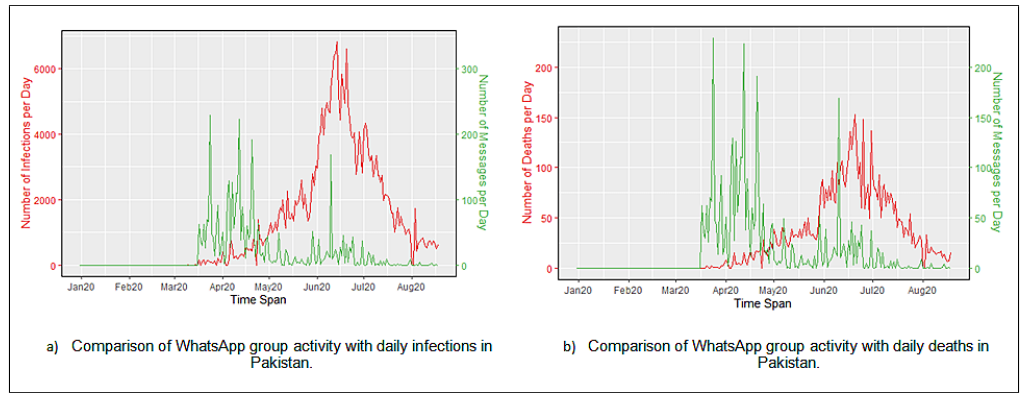 Number of Infections per Day
6000
4000
2000
0
300
200
100
0
Number of Messages per Day
Jan20 Feb20 Mar20 Apr20 May20 Jun20 Jul20 Aug20
Time Span
a) Comparison of WhatsApp group activity with daily infections in
Pakistan.
Number of Deaths per Day
200
150
100
50
0
200
150
100
50
0
Number of Messages per Day
Jan20 Feb20 Mar20 Apr20 May20 Jun20 Jul20 Aug20
Time Span
b) Comparison of WhatsApp group activity with daily deaths in
Pakistan.